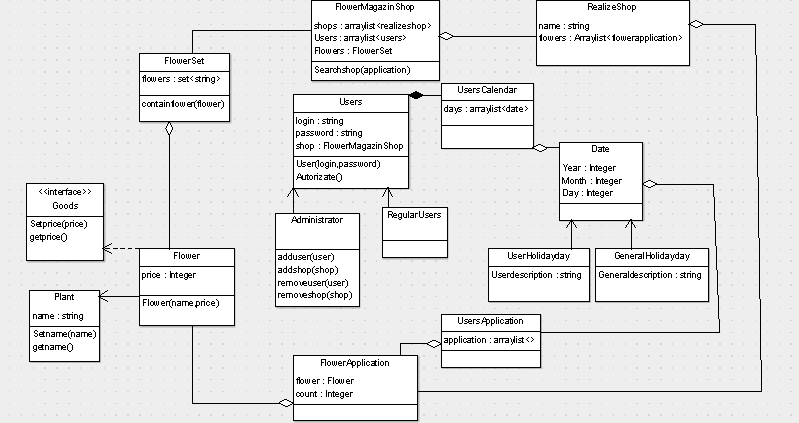 FlowerMagazinShop
shops : arraylist<realizeshop>
Users : arraylist<users>
Flowers : FlowerSet
Searchshop(application)
RealizeShop
name : string
flowers : Arraylist<flowerapplication>
FlowerSet
flowers : set<string>
containflower(flower)
Users
login : string
password : string
shop : FlowerMagazinShop
User(login,password)
Autorizate()
UsersCalendar
days : arraylist<date>
Date
Year : Integer
Month : Integer
Day : Integer
<<interface>>
Goods
Setprice(price)
getprice()
Administrator
adduser(user)
addshop(shop)
removeuser(user)
removeshop(shop)
RegularUsers
Flower
price : Integer
Flower(name,price)
UserHolidayday
Userdescription : string
GeneralHolidayday
Generaldescription : string
Plant
name : string
Setname(name)
getname()
UsersApplication
application : arraylist<>
FlowerApplication
flower : Flower
count : Integer